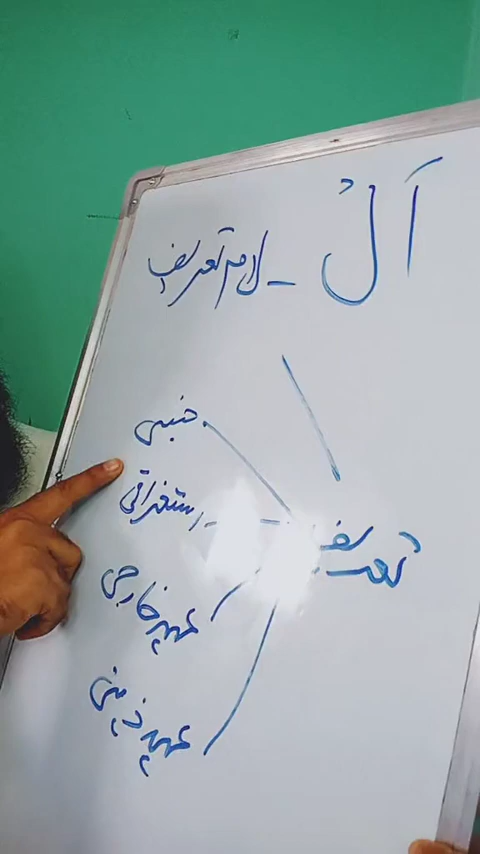 اَلْ - لام تعریف
تعریف
جنسی
استغراقی
عہد خارجی
عہد ذہنی